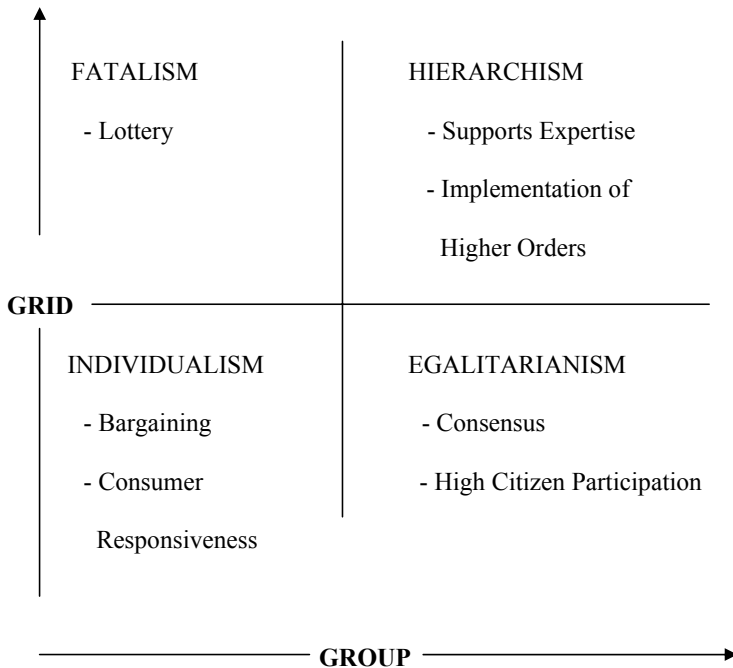 FATALISM
- Lottery
HIERARCHISM
- Supports Expertise
- Implementation of
Higher Orders
GRID
INDIVIDUALISM
- Bargaining
- Consumer
Responsiveness
EGALITARIANISM
- Consensus
- High Citizen Participation
GROUP